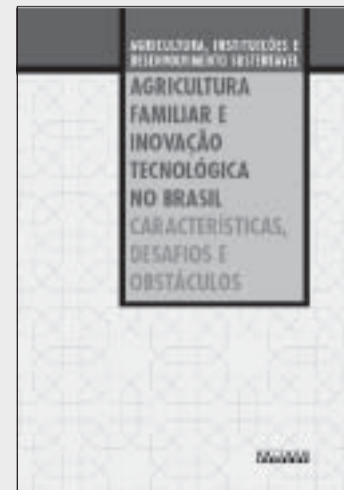 AGRICULTURA, INSTITUIÇÕES E
DESENVOLVIMENTO SUSTENTÁVEL
AGRICULTURA
FAMILIAR E
INOVAÇÃO
TECNOLÓGICA
NO BRASIL
CARACTERÍSTICAS,
DESAFIOS E
OBSTÁCULOS